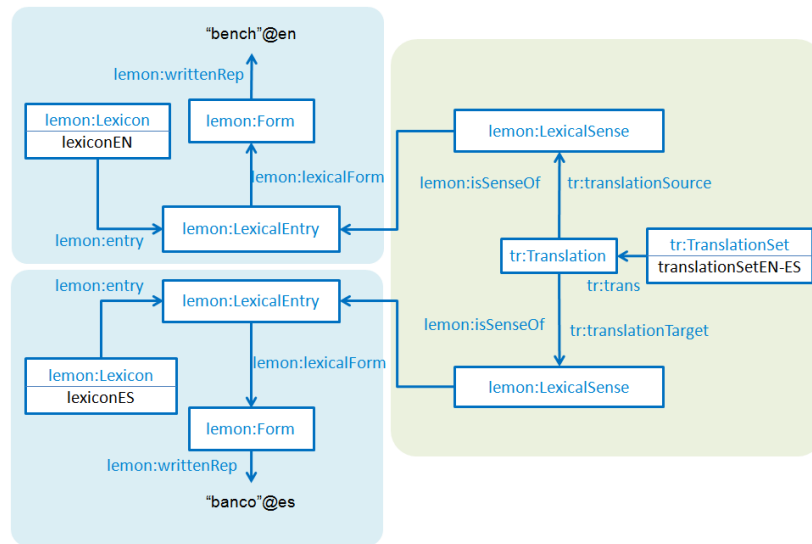 “bench”@en
lemon:writtenRep
lemon:Lexicon
lexiconEN
lemon:Form
lemon:lexicalForm
lemon:entry
lemon:LexicalEntry
lemon:entry
lemon:LexicalEntry
lemon:lexicalForm
lemon:Lexicon
lexiconES
lemon:Form
lemon:writtenRep
“banco”@es
lemon:LexicalSense
lemon:isSenseOf
tr:translationSource
tr:Translation
tr:TranslationSet
translationSetEN-ES
tr:trans
lemon:isSenseOf
tr:translationTarget
lemon:LexicalSense